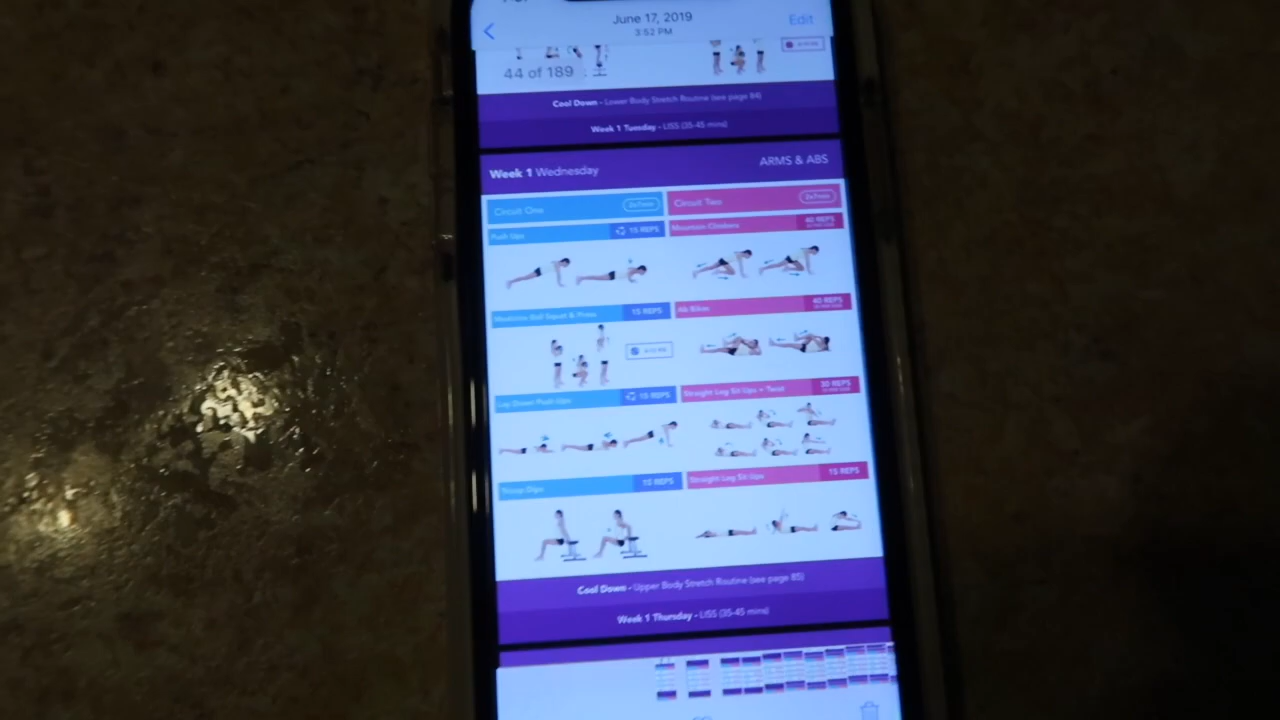 June 17, 2019
Edit
3:52 PM
44 of 189
Cool Down - Lower Body Stretch Routine (see page 84)
Week 1 Tuesday - LISS (35-45 mins)
Week 1 Wednesday
ARMS & ABS
Circuit One
2x7min
Circuit Two
2x7min
Push Ups
15 REPS
Mountain Climbers
40 REPS
Medicine Ball Squat & Press
15 REPS
Ab Bikes
40 REPS
Lay Down Push Ups
15 REPS
Straight Leg Sit Ups + Twist
30 REPS
Tricep Dips
15 REPS
Straight Leg Sit Ups
15 REPS
Cool Down - Upper Body Stretch Routine (see page 85)
Week 1 Thursday - LISS (35-45 mins)